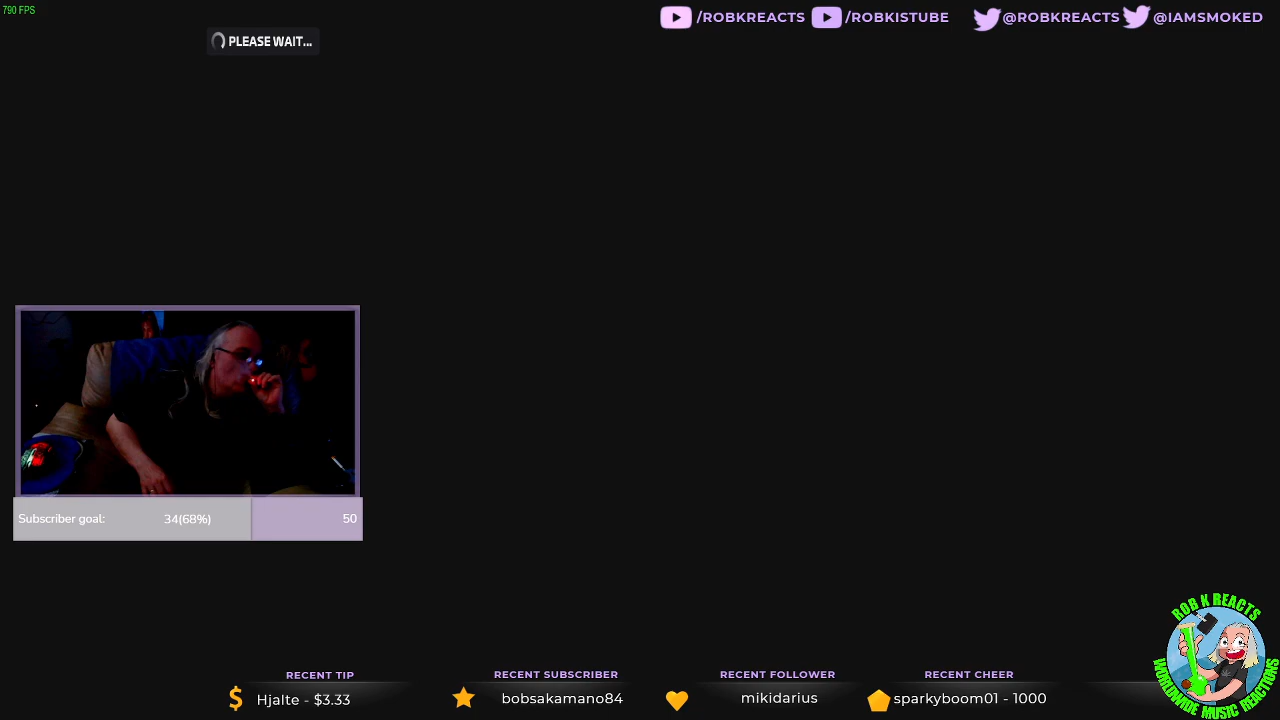 790 FPS
/ROBKREACTS /ROBKISTUBE @ROBKREACTS @IAMSMOKED
PLEASE WAIT...
Subscriber goal: 34(68%) 50
ROB K REACTS
WORLDWIDE MUSIC REACTIONS
RECENT TIP
Hjalte - $3.33
RECENT SUBSCRIBER
bobsakamano84
RECENT FOLLOWER
mikidarius
RECENT CHEER
sparkyboom01 - 1000